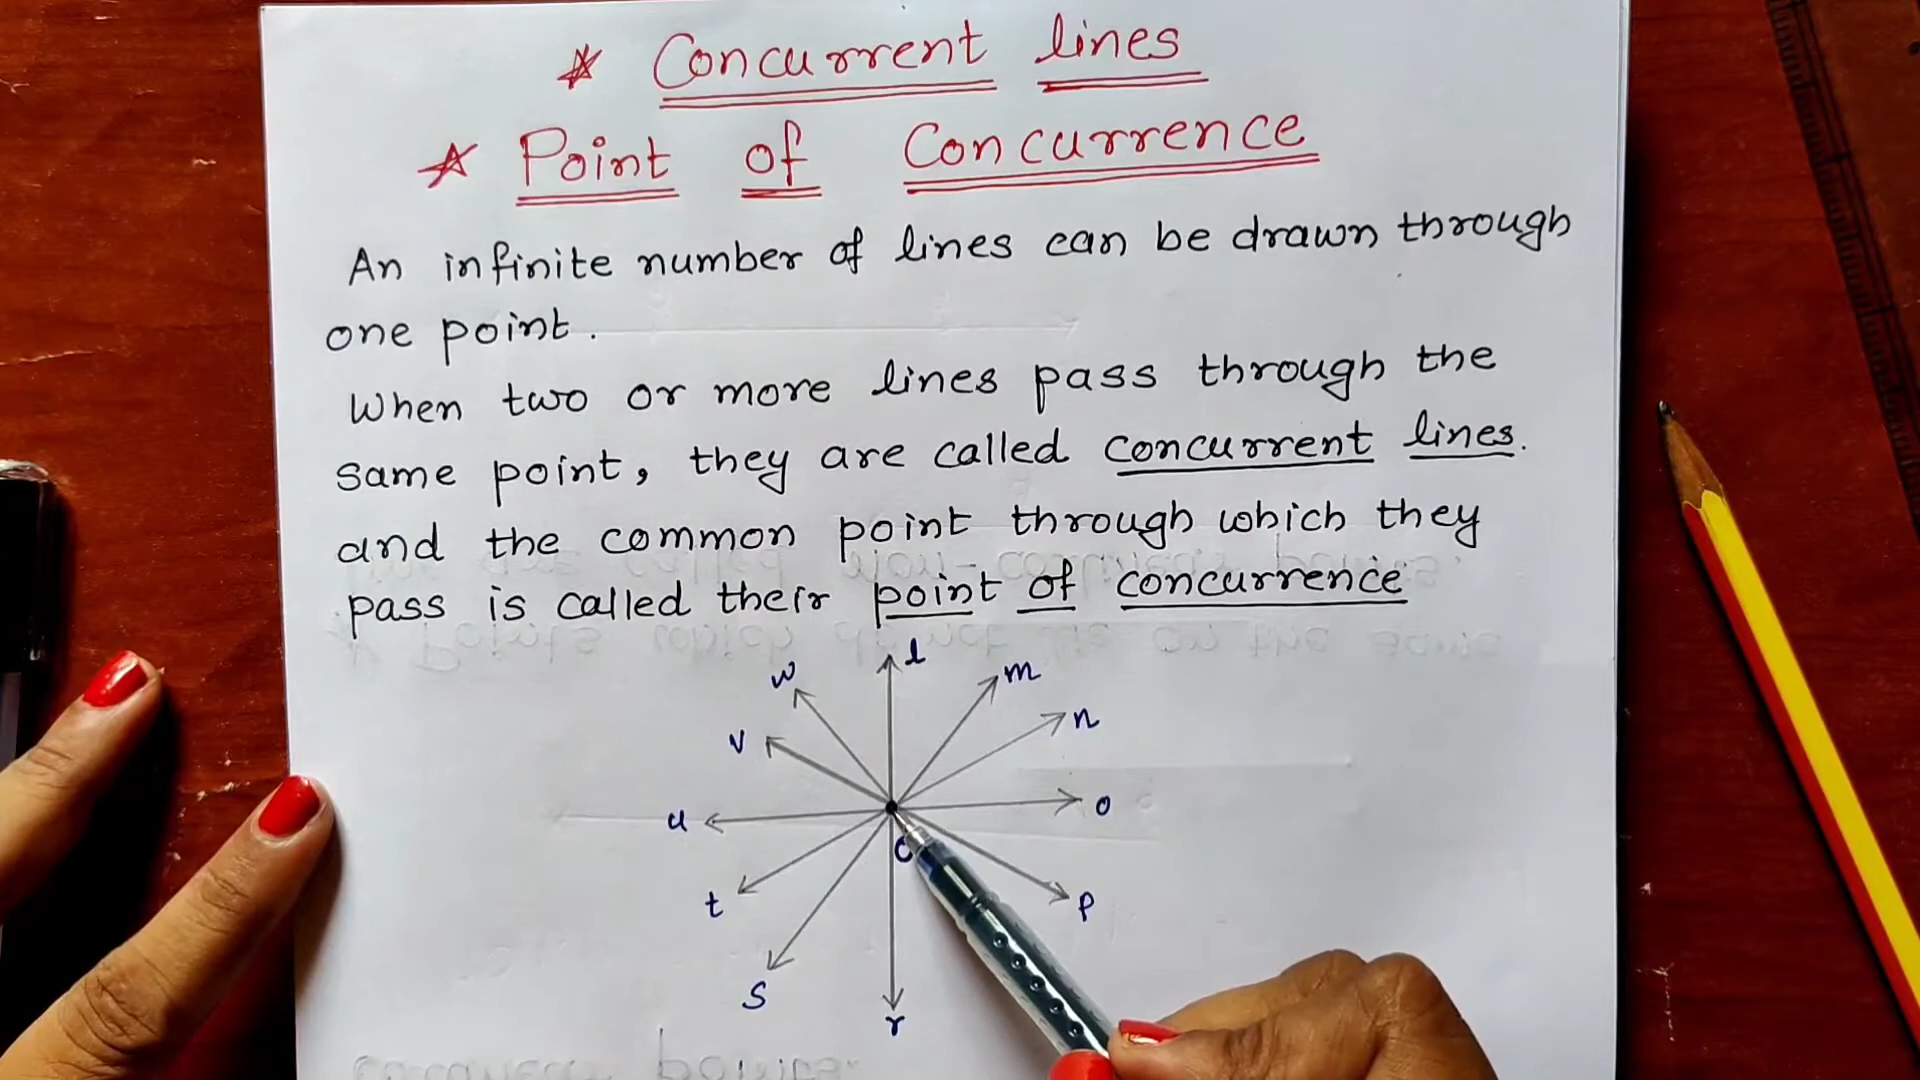 * Concurrent lines
* Point of Concurrence
An infinite number of lines can be drawn through
one point.
When two or more lines pass through the
same point, they are called concurrent lines.
and the common point through which they
pass is called their point of concurrence
l
w m
v n
u o
C
t p
s
r